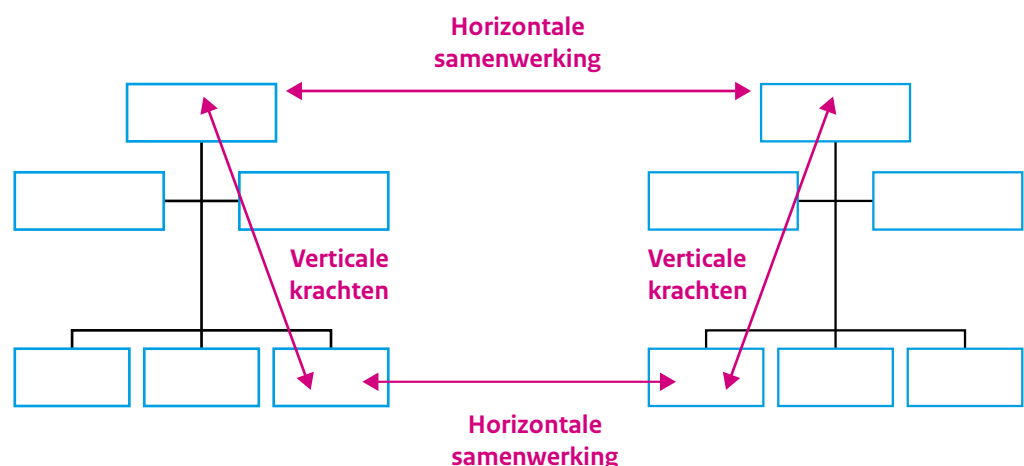 Horizontale
samenwerking
Verticale
krachten
Verticale
krachten
Horizontale
samenwerking